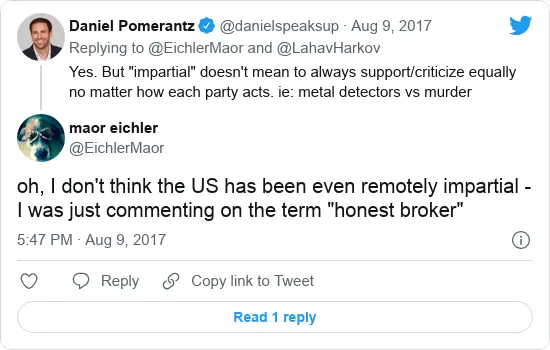 Daniel Pomerantz @danielspeaksup · Aug 9, 2017
Replying to @EichlerMaor and @LahavHarkov
Yes. But "impartial" doesn't mean to always support/criticize equally
no matter how each party acts. ie: metal detectors vs murder
maor eichler
@EichlerMaor
oh, I don't think the US has been even remotely impartial -
I was just commenting on the term "honest broker"
5:47 PM · Aug 9, 2017
Reply Copy link to Tweet
Read 1 reply